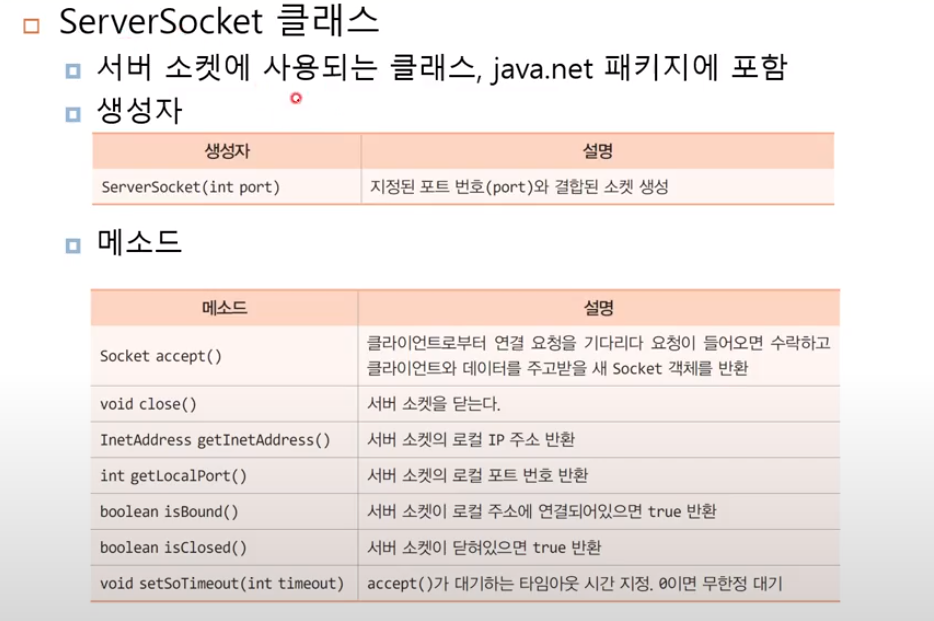 ServerSocket 클래스
서버 소켓에 사용되는 클래스, java.net 패키지에 포함
생성자
생성자 설명
ServerSocket(int port) 지정된 포트 번호(port)와 결합된 소켓 생성
메소드
메소드 설명
Socket accept() 클라이언트로부터 연결 요청을 기다리다 요청이 들어오면 수락하고
클라이언트와 데이터를 주고받을 새 Socket 객체를 반환
void close() 서버 소켓을 닫는다.
InetAddress getInetAddress() 서버 소켓의 로컬 IP 주소 반환
int getLocalPort() 서버 소켓의 로컬 포트 번호 반환
boolean isBound() 서버 소켓이 로컬 주소에 연결되어있으면 true 반환
boolean isClosed() 서버 소켓이 닫혀있으면 true 반환
void setSoTimeout(int timeout) accept()가 대기하는 타임아웃 시간 지정. 0이면 무한정 대기